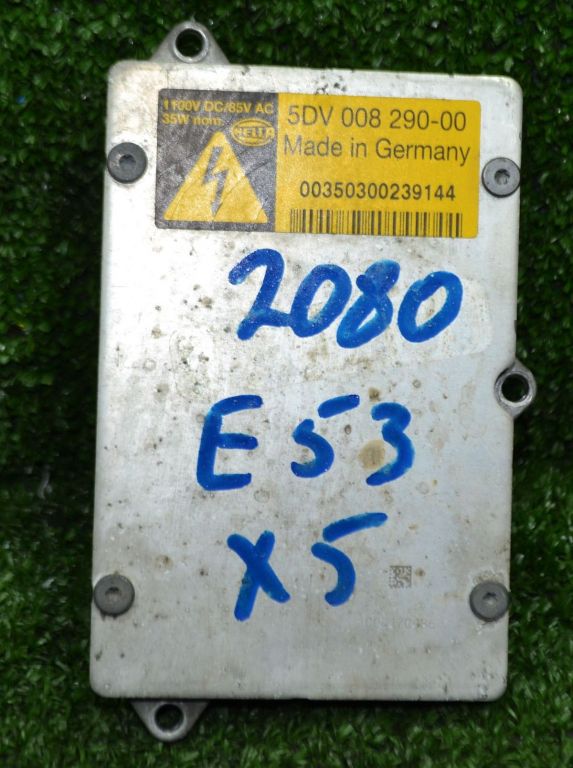 1100V DC/85V AC
35W nom.
HELLA
5DV 008 290-00
Made in Germany
00350300239144
2080
E53
X5